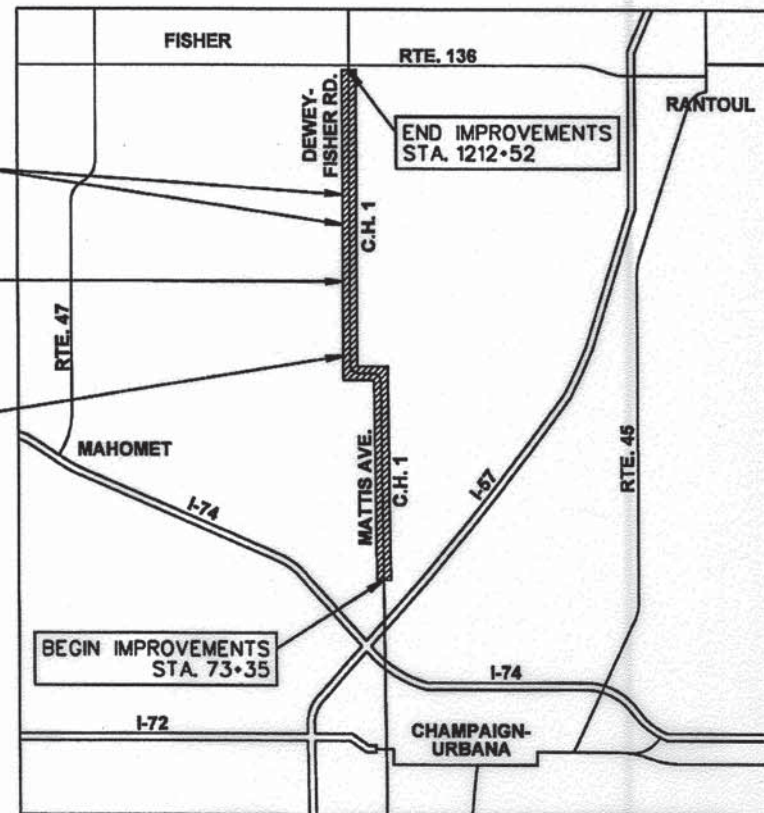 FISHER
RTE. 136
RANTOUL
DEWEY-
FISHER RD.
END IMPROVEMENTS
STA. 1212+52
C.H. 1
RTE. 47
MAHOMET
I-74
MATTIS AVE.
C.H. 1
I-57
RTE. 45
BEGIN IMPROVEMENTS
STA. 73+35
I-74
I-72
CHAMPAIGN-
URBANA